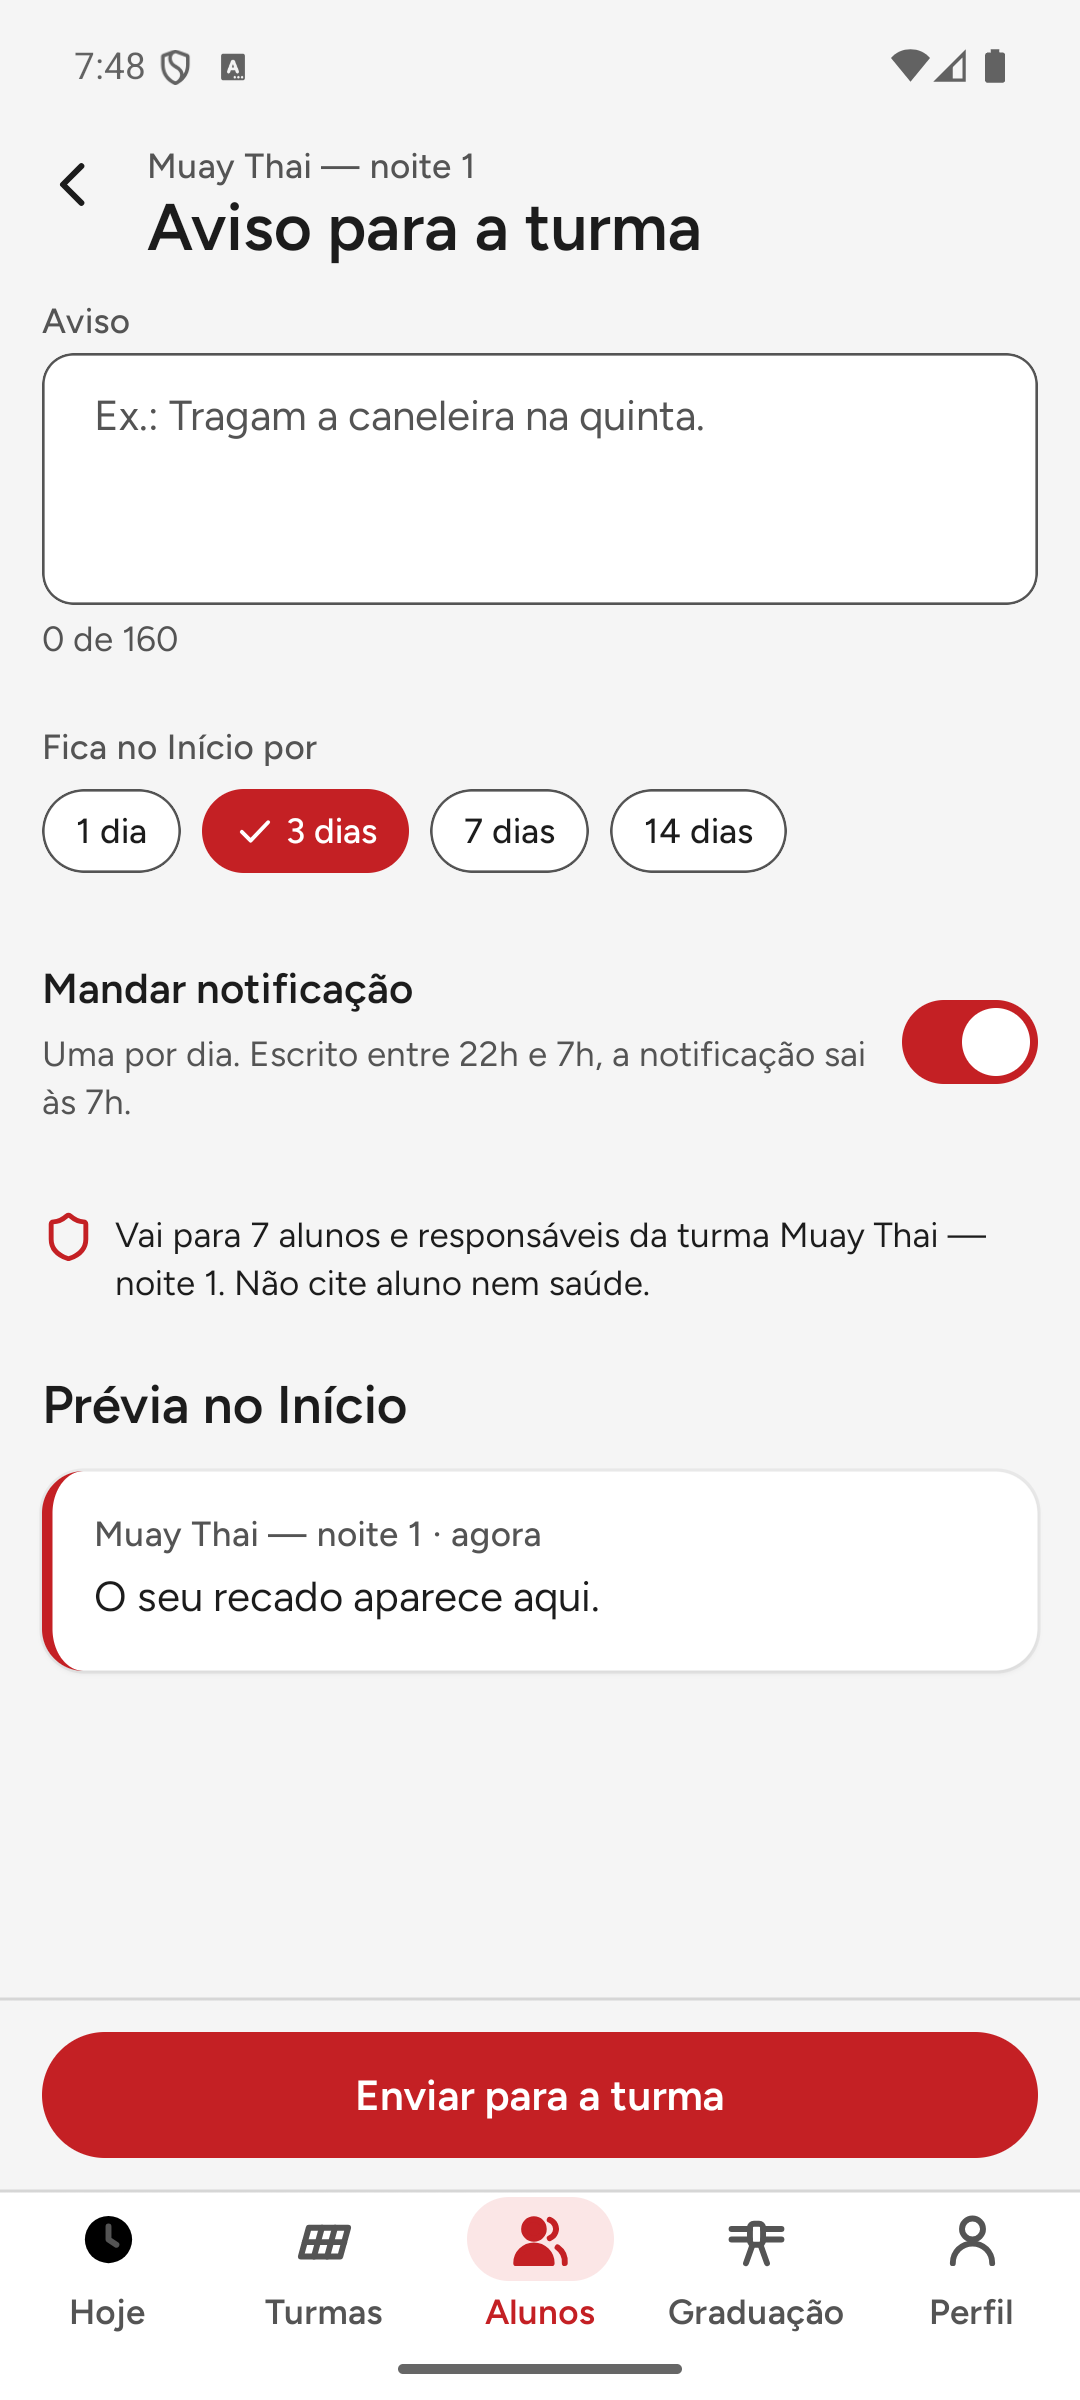 7:48
Muay Thai — noite 1
Aviso para a turma
Aviso
Ex.: Tragam a caneleira na quinta.
0 de 160
Fica no Início por
1 dia
3 dias
7 dias
14 dias
Mandar notificação
Uma por dia. Escrito entre 22h e 7h, a notificação sai
às 7h.
Vai para 7 alunos e responsáveis da turma Muay Thai —
noite 1. Não cite aluno nem saúde.
Prévia no Início
Muay Thai — noite 1 · agora
O seu recado aparece aqui.
Enviar para a turma
Hoje
Turmas
Alunos
Graduação
Perfil